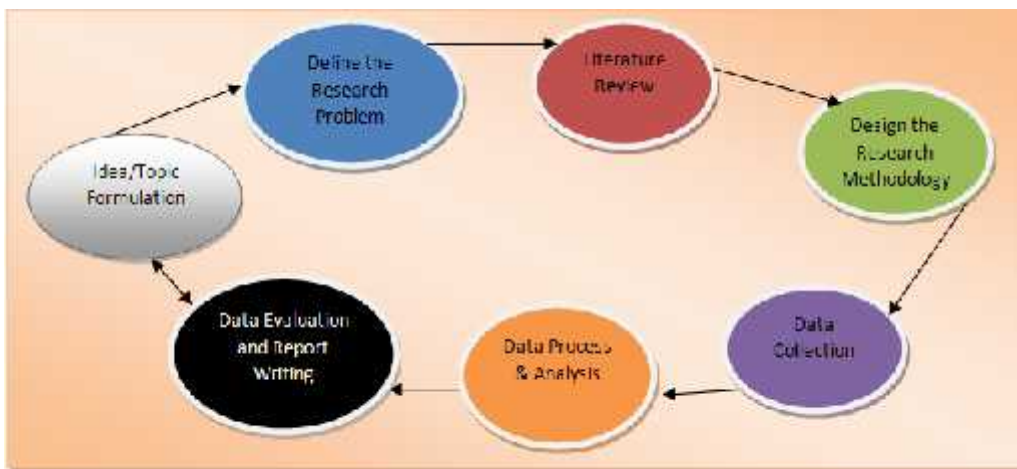 Define the
Research
Problem
Literature
Review
Design the
Research
Methodology
Idea/Topic
Formulation
Data Evaluation
and Report
Writing
Data Process
& Analysis
Data
Collection